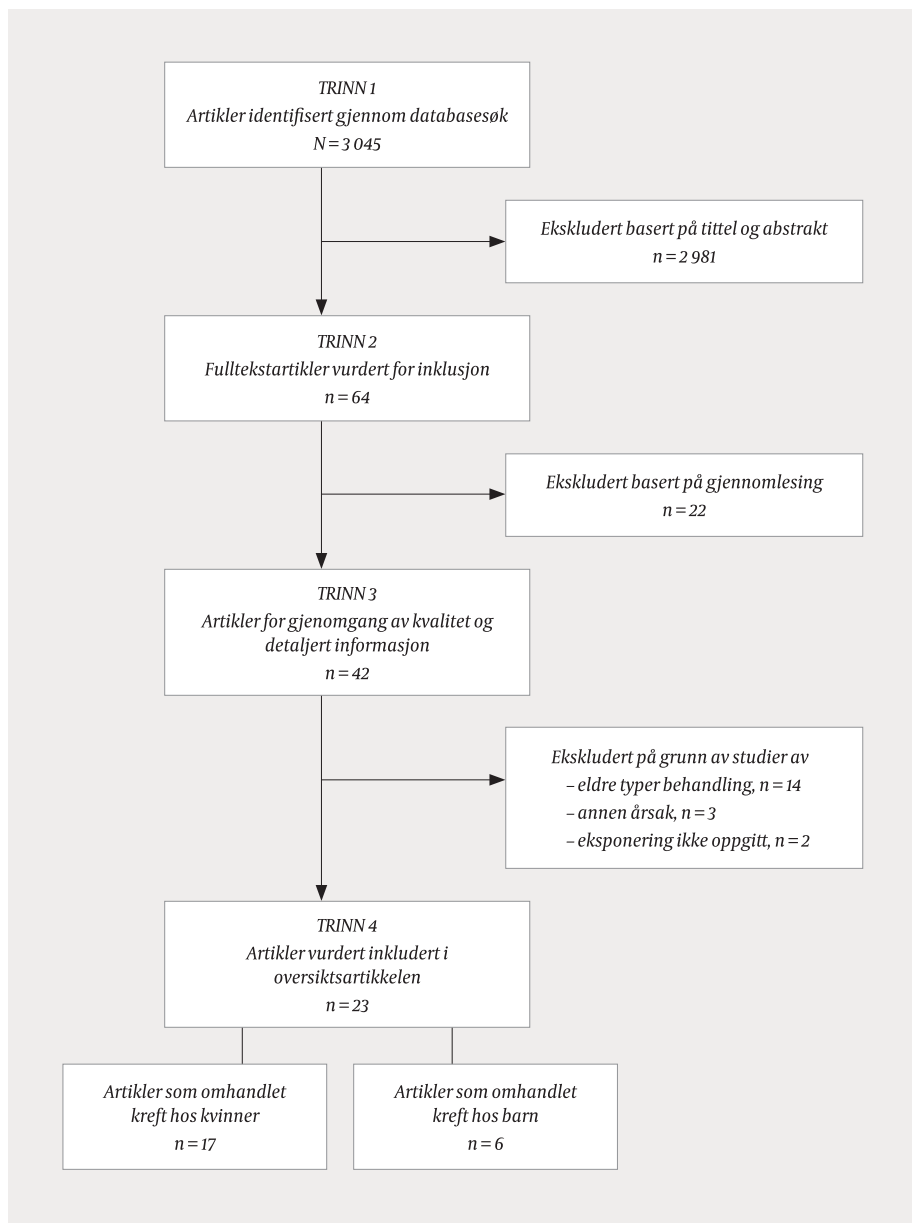 TRINN 1
Artikler identifisert gjennom databasesøk
N = 3 045
Ekskludert basert på tittel og abstrakt
n = 2 981
TRINN 2
Fulltekstartikler vurdert for inklusjon
n = 64
Ekskludert basert på gjennomlesing
n = 22
TRINN 3
Artikler for gjenomgang av kvalitet og
detaljert informasjon
n = 42
Ekskludert på grunn av studier av
– eldre typer behandling, n = 14
– annen årsak, n = 3
– eksponering ikke oppgitt, n = 2
TRINN 4
Artikler vurdert inkludert i
oversiktsartikkelen
n = 23
Artikler som omhandlet
kreft hos kvinner
n = 17
Artikler som omhandlet
kreft hos barn
n = 6